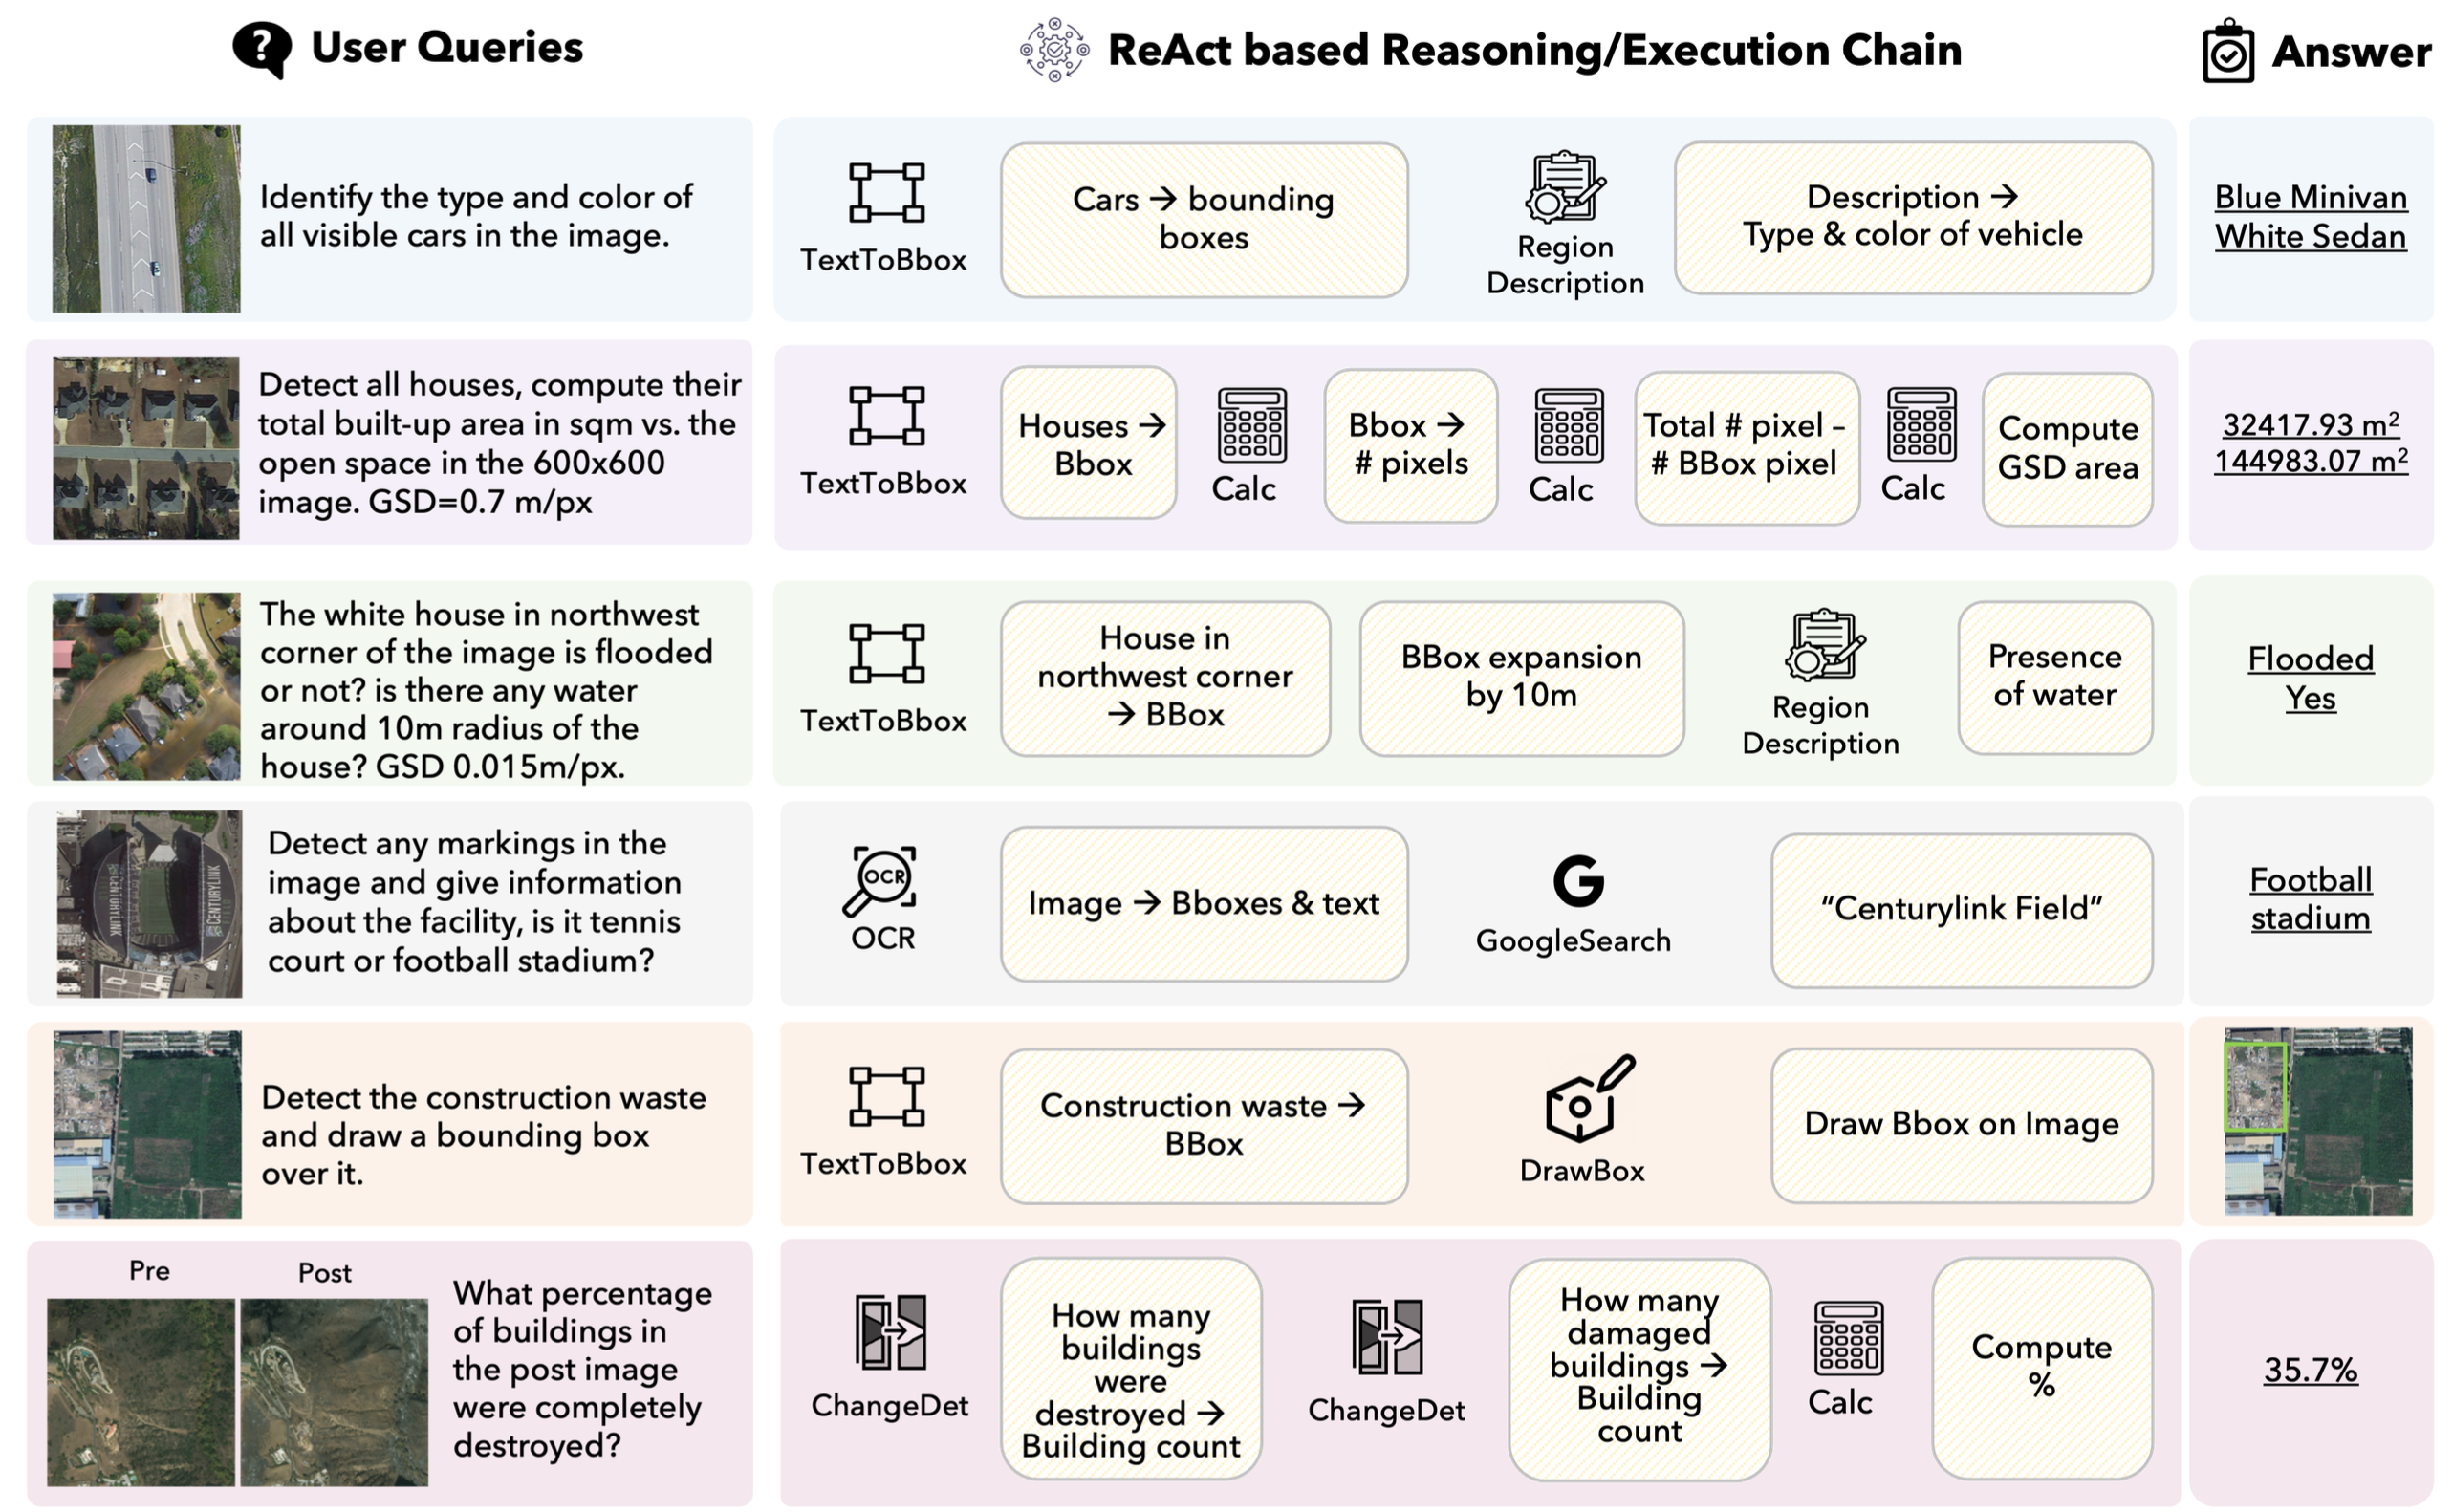 User Queries
ReAct based Reasoning/Execution Chain
Answer
Identify the type and color of
all visible cars in the image.
TextToBbox
Cars → bounding
boxes
Region
Description
Description →
Type & color of vehicle
Blue Minivan
White Sedan
Detect all houses, compute their
total built-up area in sqm vs. the
open space in the 600x600
image. GSD=0.7 m/px
TextToBbox
Houses →
Bbox
Calc
Bbox →
# pixels
Calc
Total # pixel –
# BBox pixel
Calc
Compute
GSD area
32417.93 m²
144983.07 m²
The white house in northwest
corner of the image is flooded
or not? is there any water
around 10m radius of the
house? GSD 0.015m/px.
TextToBbox
House in
northwest corner
→ BBox
BBox expansion
by 10m
Region
Description
Presence
of water
Flooded
Yes
CENTURYLINK
CENTURYLINK
Detect any markings in the
image and give information
about the facility, is it tennis
court or football stadium?
OCR
OCR
Image → Bboxes & text
GoogleSearch
“Centurylink Field”
Football
stadium
Detect the construction waste
and draw a bounding box
over it.
TextToBbox
Construction waste →
BBox
DrawBox
Draw Bbox on Image
Pre
Post
What percentage
of buildings in
the post image
were completely
destroyed?
ChangeDet
How many
buildings
were
destroyed →
Building count
ChangeDet
How many
damaged
buildings →
Building
count
Calc
Compute
%
35.7%